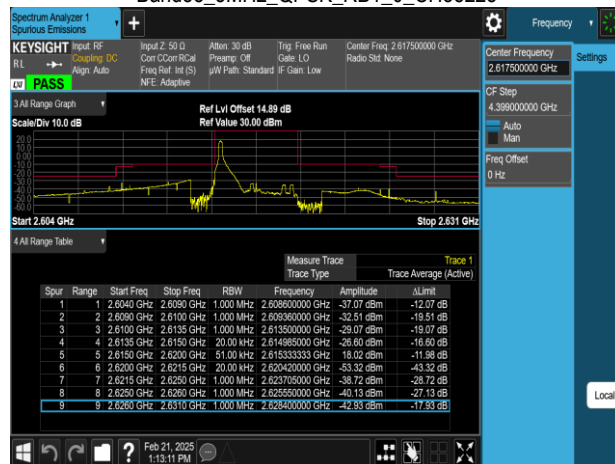 Spectrum Analyzer 1
Spurious Emissions
Frequency
KEYSIGHT
Input: RF
Coupling: DC
Align: Auto
Input Z: 50 Ω
Corr CCorr RCal
Freq Ref: Int (S)
NFE: Adaptive
Atten: 30 dB
Preamp: Off
µW Path: Standard
Trig: Free Run
Gate: LO
IF Gain: Low
Center Freq: 2.617500000 GHz
Radio Std: None
RL
LXI PASS
Center Frequency
2.617500000 GHz
Settings
CF Step
4.399000000 GHz
Auto
Man
Freq Offset
0 Hz
Local
3 All Range Graph
Scale/Div 10.0 dB
Ref Lvl Offset 14.89 dB
Ref Value 30.00 dBm
20.0
0.00
-10.0
-20.0
-40.0
-60.0
Start 2.604 GHz
Stop 2.631 GHz
4 All Range Table
Measure Trace Trace 1
Trace Type Trace Average (Active)
Spur Range Start Freq Stop Freq RBW Frequency Amplitude ΔLimit
1 1 2.6040 GHz 2.6090 GHz 1.000 MHz 2.608600000 GHz -37.07 dBm -12.07 dB
2 2 2.6090 GHz 2.6100 GHz 1.000 MHz 2.609360000 GHz -32.51 dBm -19.51 dB
3 3 2.6100 GHz 2.6135 GHz 1.000 MHz 2.613500000 GHz -29.07 dBm -19.07 dB
4 4 2.6135 GHz 2.6150 GHz 20.00 kHz 2.614985000 GHz -26.60 dBm -16.60 dB
5 5 2.6150 GHz 2.6200 GHz 51.00 kHz 2.615333333 GHz 18.02 dBm -11.98 dB
6 6 2.6200 GHz 2.6215 GHz 20.00 kHz 2.620420000 GHz -53.32 dBm -43.32 dB
7 7 2.6215 GHz 2.6250 GHz 1.000 MHz 2.623705000 GHz -38.72 dBm -28.72 dB
8 8 2.6250 GHz 2.6260 GHz 1.000 MHz 2.625550000 GHz -40.13 dBm -27.13 dB
9 9 2.6260 GHz 2.6310 GHz 1.000 MHz 2.628400000 GHz -42.93 dBm -17.93 dB
Feb 21, 2025
1:13:11 PM